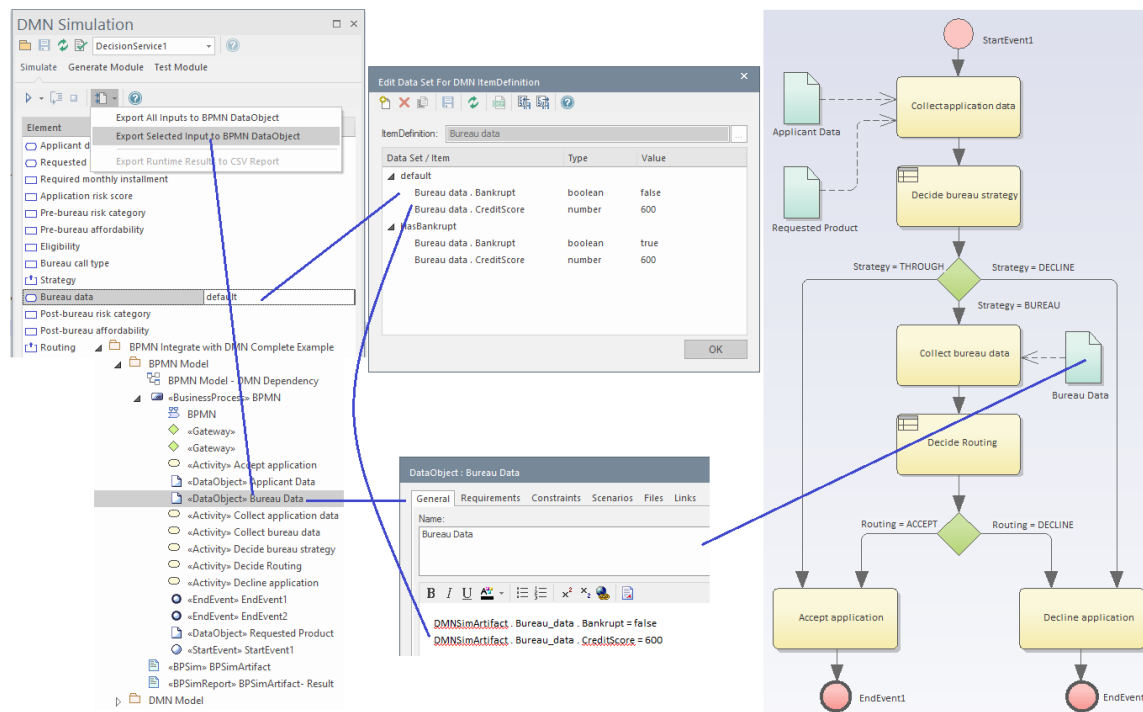 DMN Simulation
DecisionService1
Simulate Generate Module Test Module
Export All Inputs to BPMN DataObject
Export Selected Input to BPMN DataObject
Export Runtime Results to CSV Report
Element
Applicant d
Requested
Required monthly installment
Application risk score
Pre-bureau risk category
Pre-bureau affordability
Eligibility
Bureau call type
Strategy
Bureau data default
Post-bureau risk category
Post-bureau affordability
Routing
BPMN Integrate with DMN Complete Example
BPMN Model
BPMN Model - DMN Dependency
«BusinessProcess» BPMN
BPMN
«Gateway»
«Gateway»
«Activity» Accept application
«DataObject» Applicant Data
«DataObject» Bureau Data
«Activity» Collect application data
«Activity» Collect bureau data
«Activity» Decide bureau strategy
«Activity» Decide Routing
«Activity» Decline application
«EndEvent» EndEvent1
«EndEvent» EndEvent2
«DataObject» Requested Product
«StartEvent» StartEvent1
«BPSim» BPSimArtifact
«BPSimReport» BPSimArtifact- Result
DMN Model
Edit Data Set For DMN ItemDefinition
ItemDefinition: Bureau data ...
Data Set / Item Type Value
default
Bureau data . Bankrupt boolean false
Bureau data . CreditScore number 600
HasBankrupt
Bureau data . Bankrupt boolean true
Bureau data . CreditScore number 600
OK
DataObject : Bureau Data
General Requirements Constraints Scenarios Files Links
Name:
Bureau Data
B I U A x² x₂
DMNSimArtifact . Bureau_data . Bankrupt = false
DMNSimArtifact . Bureau_data . CreditScore = 600
StartEvent1
Collect application data
Applicant Data
Decide bureau strategy
Requested Product
Strategy = THROUGH
Strategy = DECLINE
Strategy = BUREAU
Collect bureau data
Bureau Data
Decide Routing
Routing = ACCEPT
Routing = DECLINE
Accept application
Decline application
EndEvent1
EndEvent